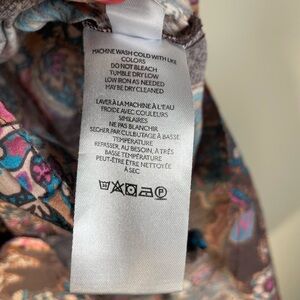 MACHINE WASH COLD WITH LIKE
COLORS
DO NOT BLEACH
TUMBLE DRY LOW
LOW IRON AS NEEDED
MAY BE DRY CLEANED
LAVER À LA MACHINE À L'EAU
FROIDE AVEC COULEURS
SIMILAIRES
NE PAS BLANCHIR
SÉCHER PAR CULBUTAGE À BASSE
TEMPÉRATURE
REPASSER, AU BESOIN, À TRÈS
BASSE TEMPÉRATURE
PEUT-ÊTRE ÊTRE NETTOYÉE
À SEC